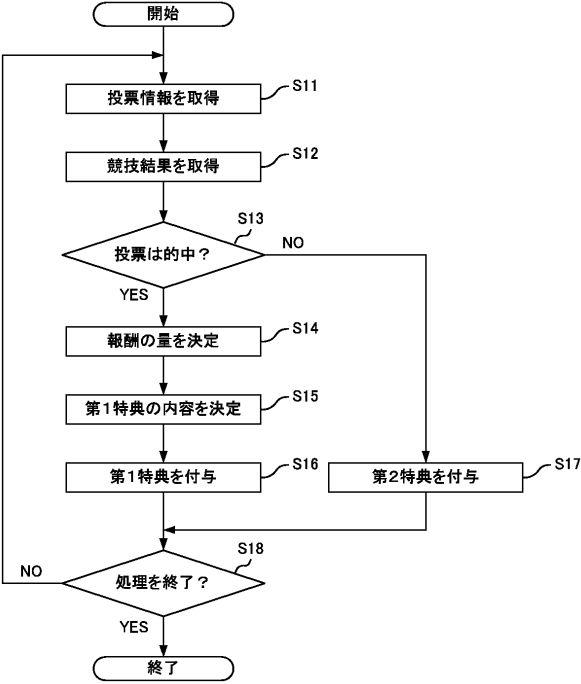 開始
投票情報を取得
S11
競技結果を取得
S12
投票は的中？
S13
NO
YES
報酬の量を決定
S14
第１特典の内容を決定
S15
第１特典を付与
S16
第２特典を付与
S17
処理を終了？
S18
NO
YES
終了